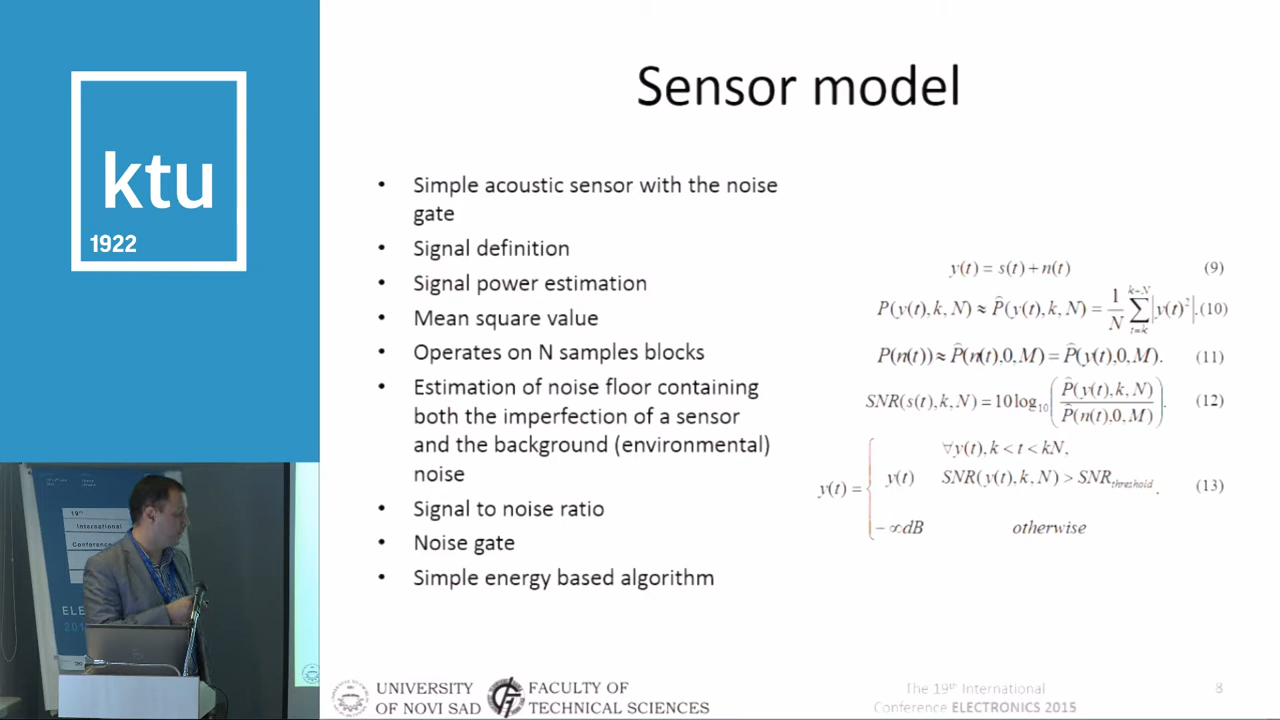 ktu
1922
Sensor model
• Simple acoustic sensor with the noise
gate
• Signal definition
• Signal power estimation
• Mean square value
• Operates on N samples blocks
• Estimation of noise floor containing
both the imperfection of a sensor
and the background (environmental)
noise
• Signal to noise ratio
• Noise gate
• Simple energy based algorithm
y(t) = s(t) + n(t) (9)
P(y(t),k,N) ≈ P̂(y(t),k,N) = 1/N ∑_{t=k}^{k+N} |y(t)²|. (10)
P(n(t)) ≈ P̂(n(t),0,M) = P̂(y(t),0,M). (11)
SNR(s(t),k,N) = 10 log₁₀ (P̂(y(t),k,N) / P̂(n(t),0,M)). (12)
∀y(t), k < t < kN,
y(t) = { y(t) SNR(y(t),k,N) > SNR_threshold . (13)
−∞dB otherwise
19th
International
Conference
UNIVERSITY
OF NOVI SAD
FACULTY OF
TECHNICAL SCIENCES
The 19th International
Conference ELECTRONICS 2015
8